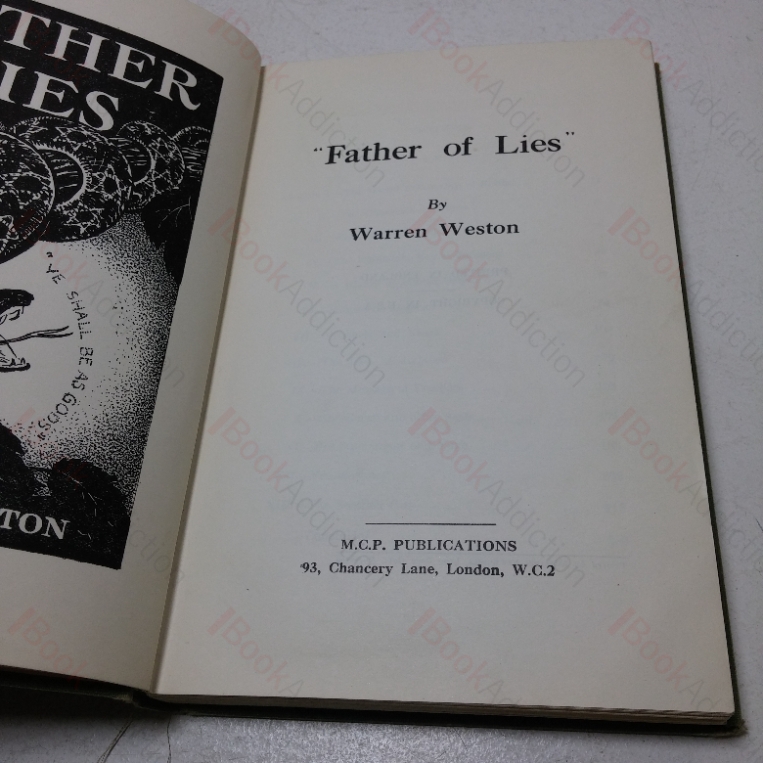 THER
IES
"YE SHALL BE AS GODS"
TON
"Father of Lies"
By
Warren Weston
M.C.P. PUBLICATIONS
93, Chancery Lane, London, W.C.2
BookAddiction